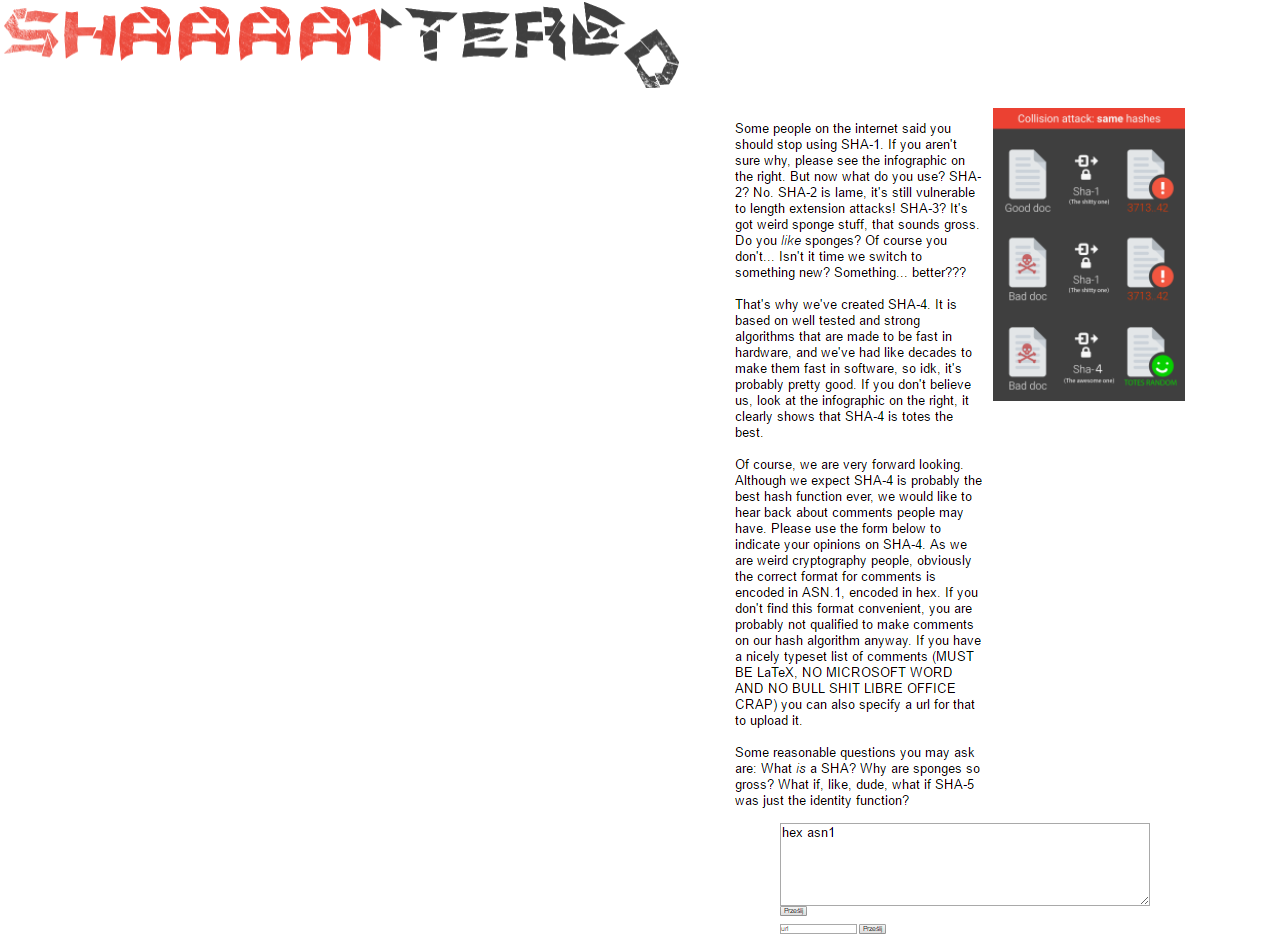 SHAAAA1'TERED
Some people on the internet said you
should stop using SHA-1. If you aren't
sure why, please see the infographic on
the right. But now what do you use? SHA-
2? No. SHA-2 is lame, it's still vulnerable
to length extension attacks! SHA-3? It's
got weird sponge stuff, that sounds gross.
Do you like sponges? Of course you
don't... Isn't it time we switch to
something new? Something... better???
That's why we've created SHA-4. It is
based on well tested and strong
algorithms that are made to be fast in
hardware, and we've had like decades to
make them fast in software, so idk, it's
probably pretty good. If you don't believe
us, look at the infographic on the right, it
clearly shows that SHA-4 is totes the
best.
Of course, we are very forward looking.
Although we expect SHA-4 is probably the
best hash function ever, we would like to
hear back about comments people may
have. Please use the form below to
indicate your opinions on SHA-4. As we
are weird cryptography people, obviously
the correct format for comments is
encoded in ASN.1, encoded in hex. If you
don't find this format convenient, you are
probably not qualified to make comments
on our hash algorithm anyway. If you have
a nicely typeset list of comments (MUST
BE LaTeX, NO MICROSOFT WORD
AND NO BULL SHIT LIBRE OFFICE
CRAP) you can also specify a url for that
to upload it.
Some reasonable questions you may ask
are: What is a SHA? Why are sponges so
gross? What if, like, dude, what if SHA-5
was just the identity function?
Collision attack: same hashes
Good doc
Sha-1
(The shitty one)
3713..42
Bad doc
Sha-1
(The shitty one)
3713..42
Bad doc
Sha-4
(The awesome one)
TOTES RANDOM
hex asn1
Prześlij
url
Prześlij